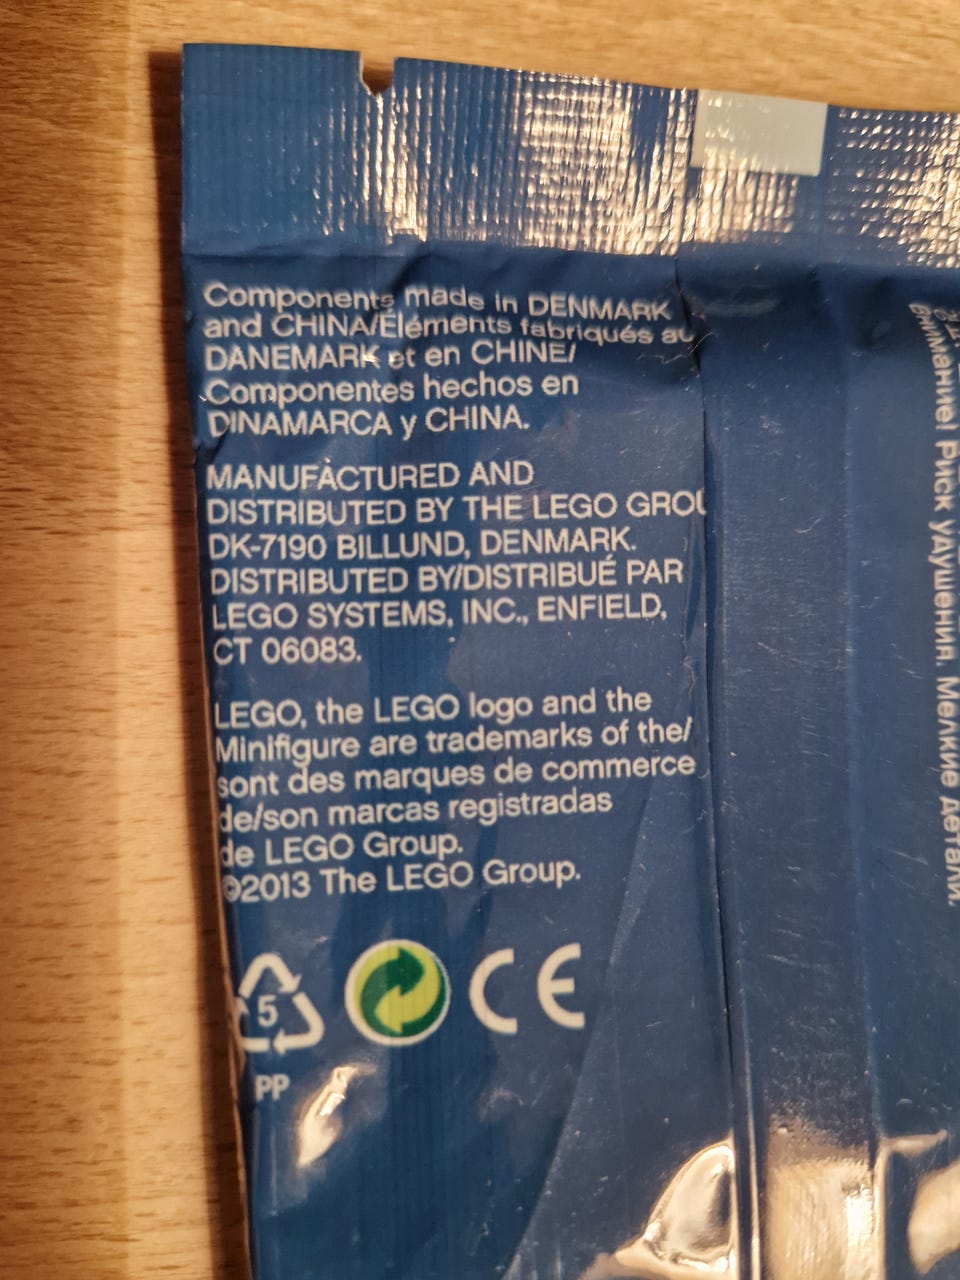 Components made in DENMARK
and CHINA/Éléments fabriqués au
DANEMARK et en CHINE/
Componentes hechos en
DINAMARCA y CHINA.
MANUFACTURED AND
DISTRIBUTED BY THE LEGO
DK-7190 BILLUND, DENMARK.
DISTRIBUTED BY/DISTRIBUÉ PAR
LEGO SYSTEMS, INC., ENFIELD,
CT 06083.
LEGO, the LEGO logo and the
Minifigure are trademarks of the/
sont des marques de commerce
de/son marcas registradas
de LEGO Group.
©2013 The LEGO Group.
5
PP
CE
Внимание! Риск удушения. Мелкие детали.